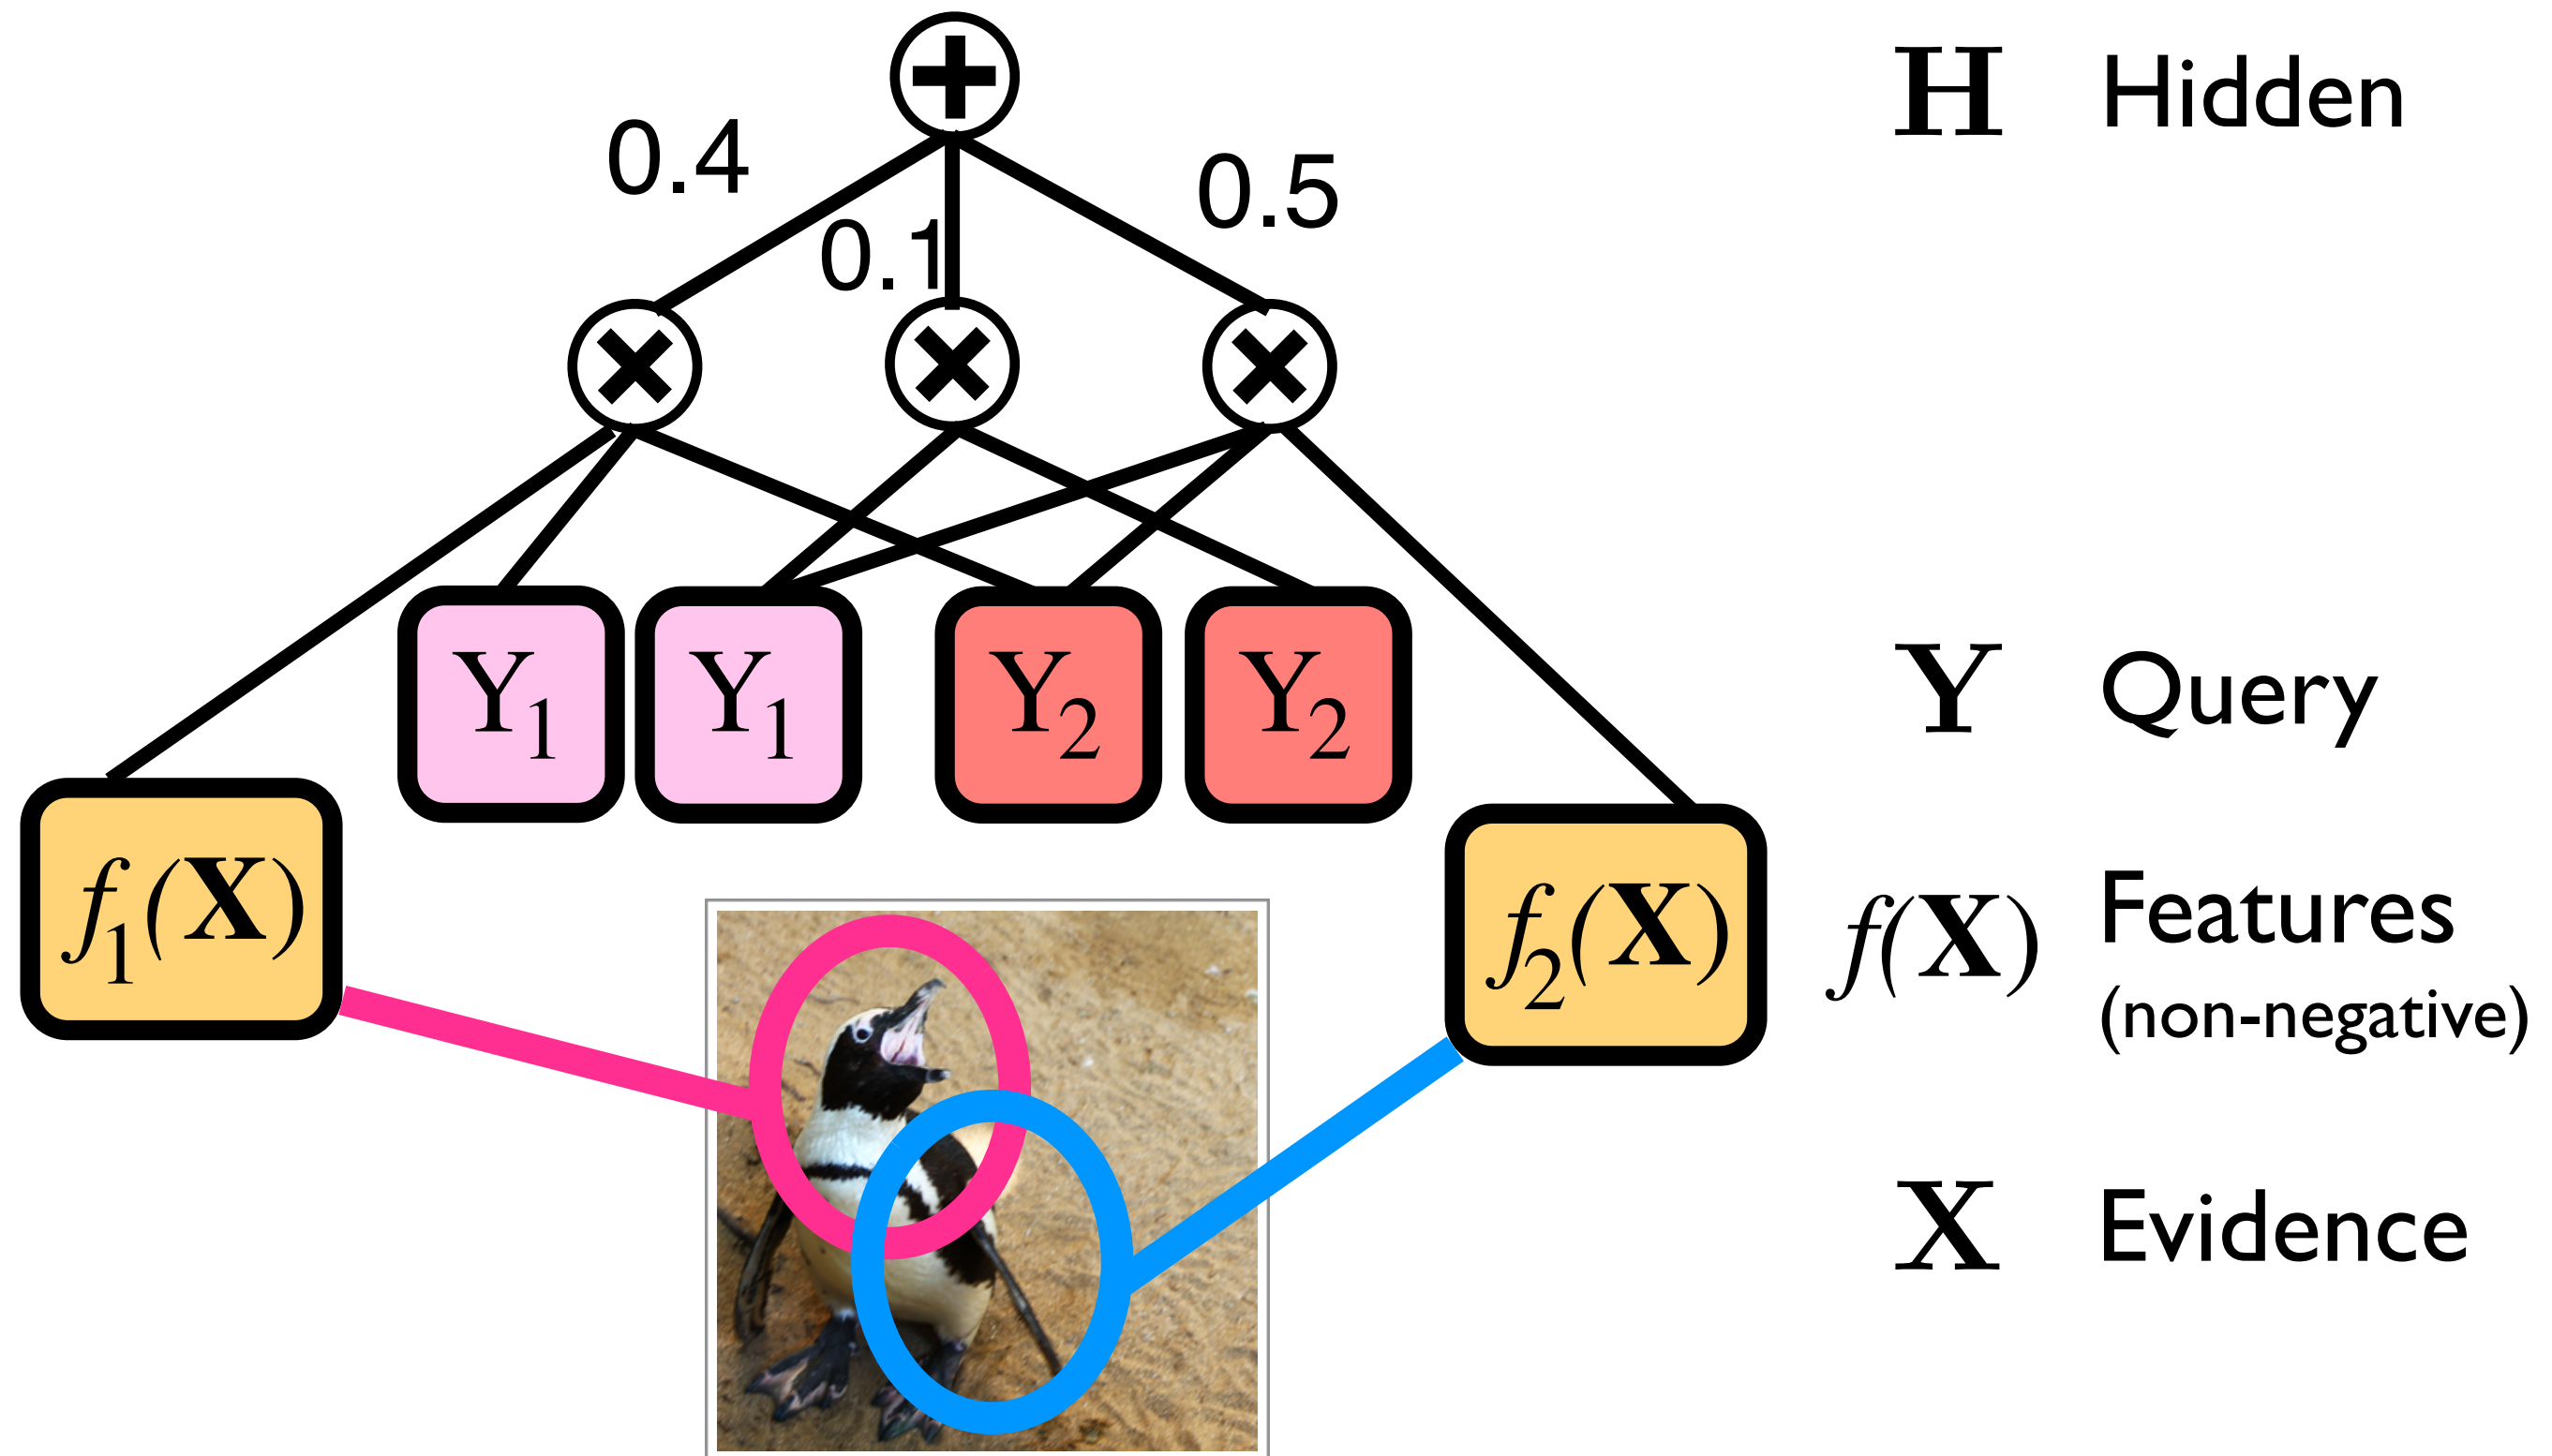 +
0.4
0.1
0.5
× × ×
Y1 Y1 Y2 Y2
f1(X)
f2(X)
H Hidden
Y Query
f(X) Features
(non-negative)
X Evidence